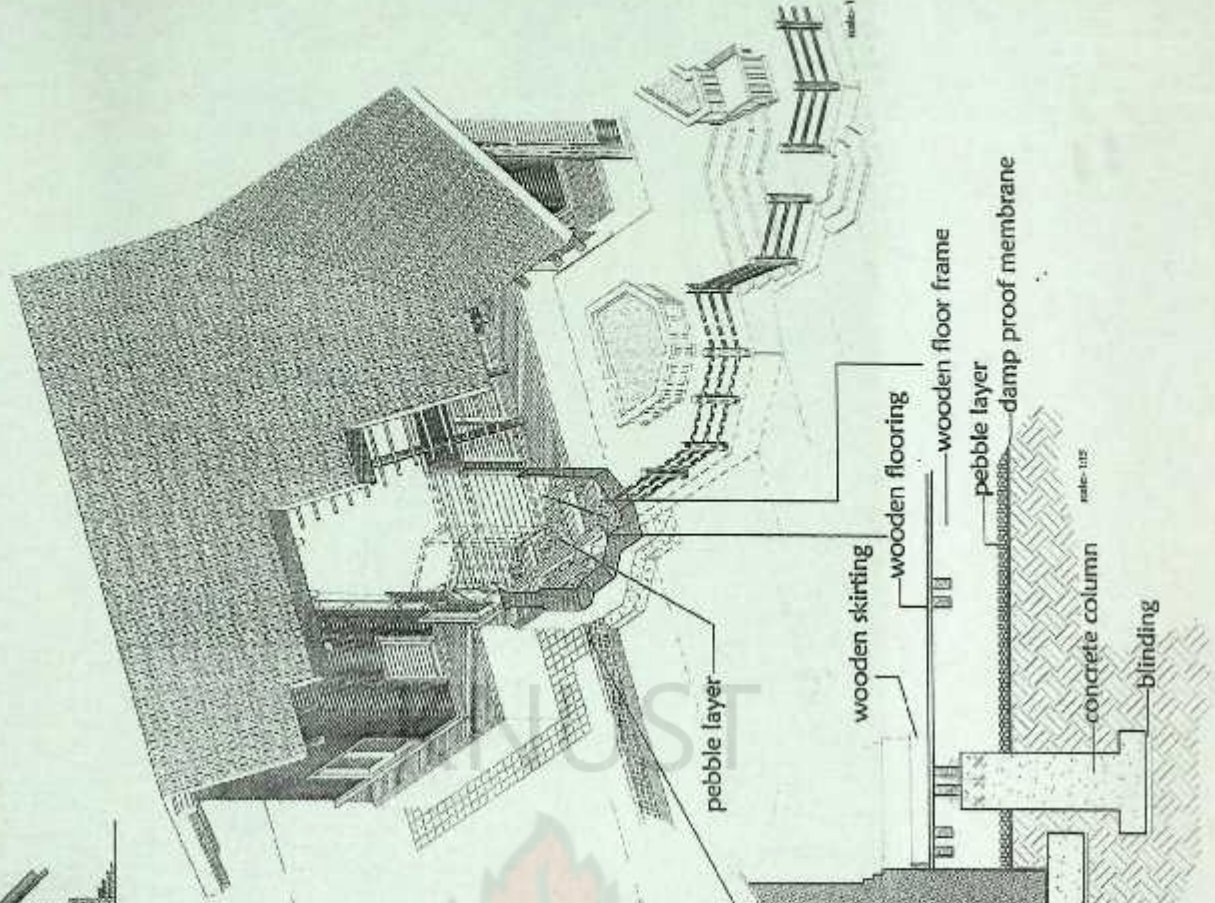 pebble layer
wooden skirting
wooden flooring
wooden floor frame
pebble layer
damp proof membrane
concrete column
blinding